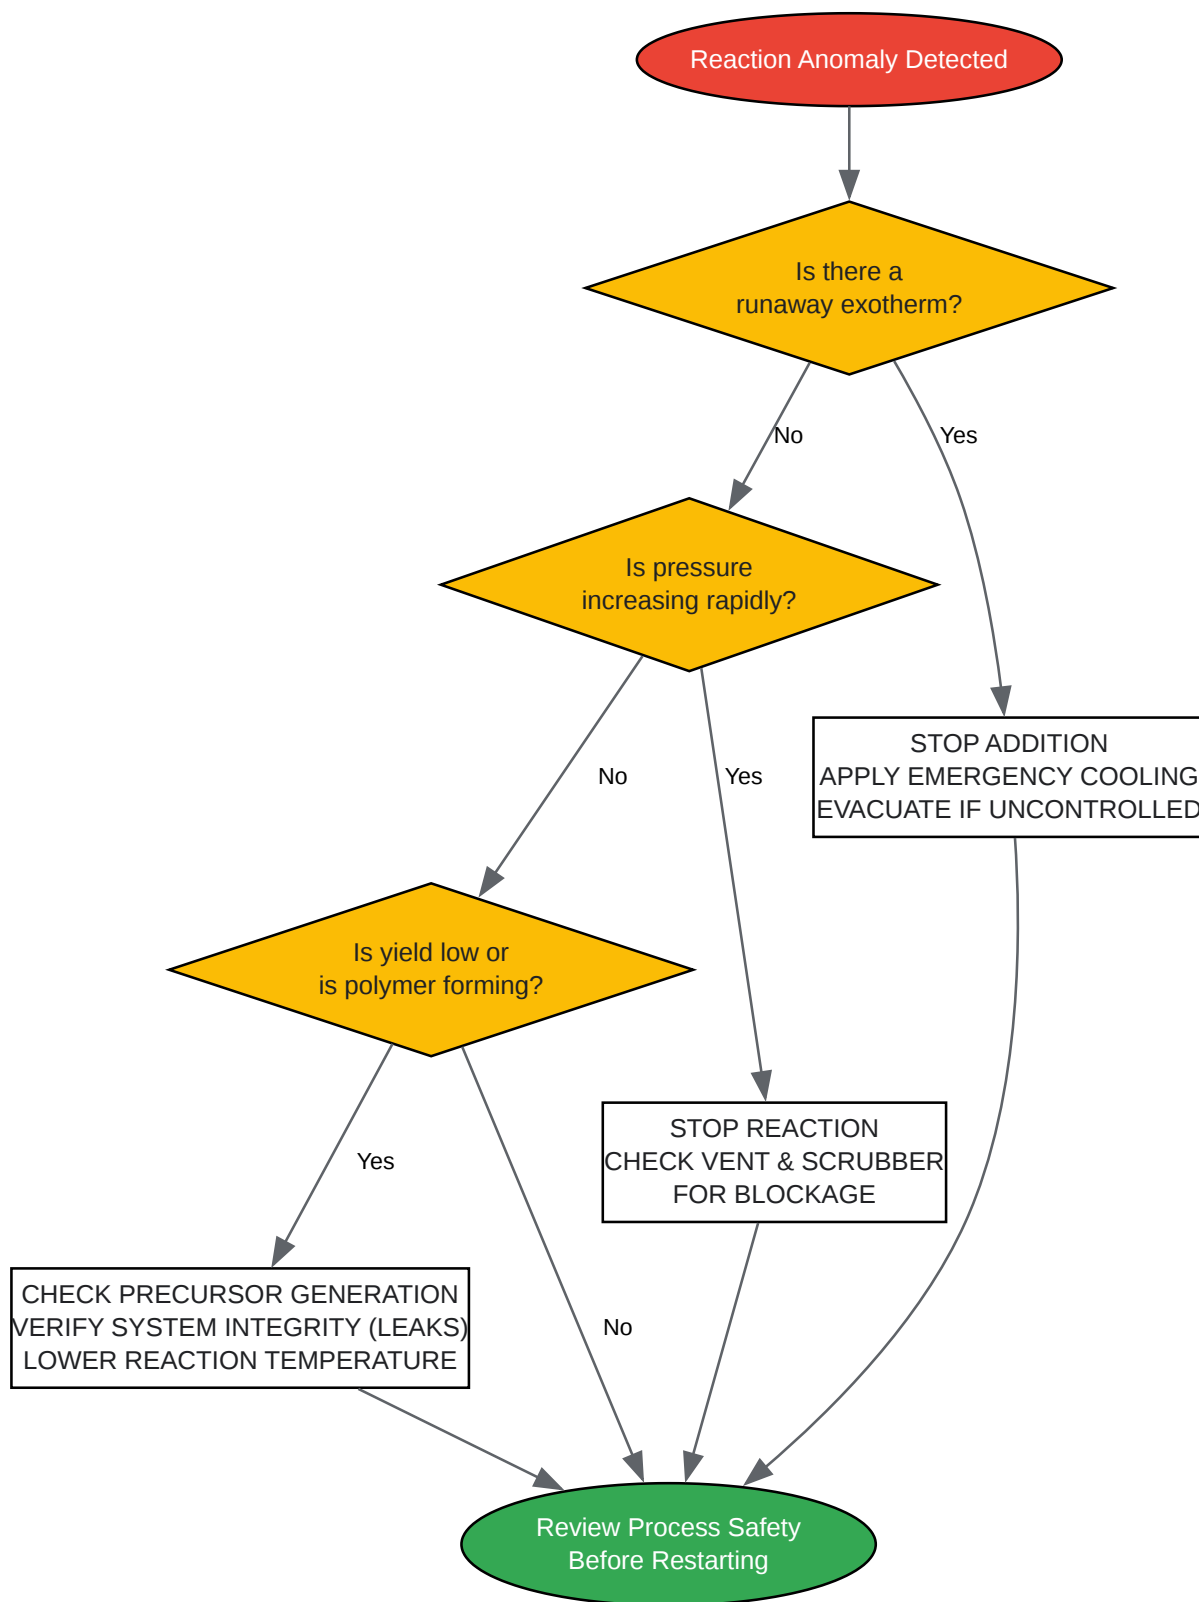 Reaction Anomaly Detected
Is there a
runaway exotherm?
No
Yes
Is pressure
increasing rapidly?
STOP ADDITION
APPLY EMERGENCY COOLING
EVACUATE IF UNCONTROLLED
No
Yes
Is yield low or
is polymer forming?
STOP REACTION
CHECK VENT & SCRUBBER
FOR BLOCKAGE
Yes
No
CHECK PRECURSOR GENERATION
VERIFY SYSTEM INTEGRITY (LEAKS)
LOWER REACTION TEMPERATURE
Review Process Safety
Before Restarting